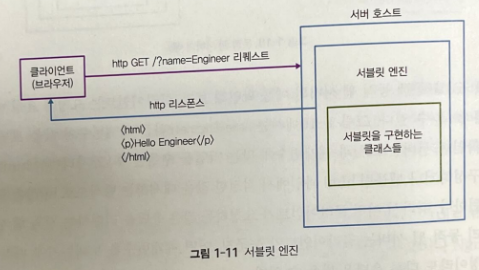 서버 호스트
http GET /?name=Engineer 리퀘스트
클라이언트
(브라우저)
서블릿 엔진
http 리스폰스
〈html〉
〈p〉Hello Engineer〈/p〉
〈/html〉
서블릿을 구현하는
클래스들
그림 1-11 서블릿 엔진